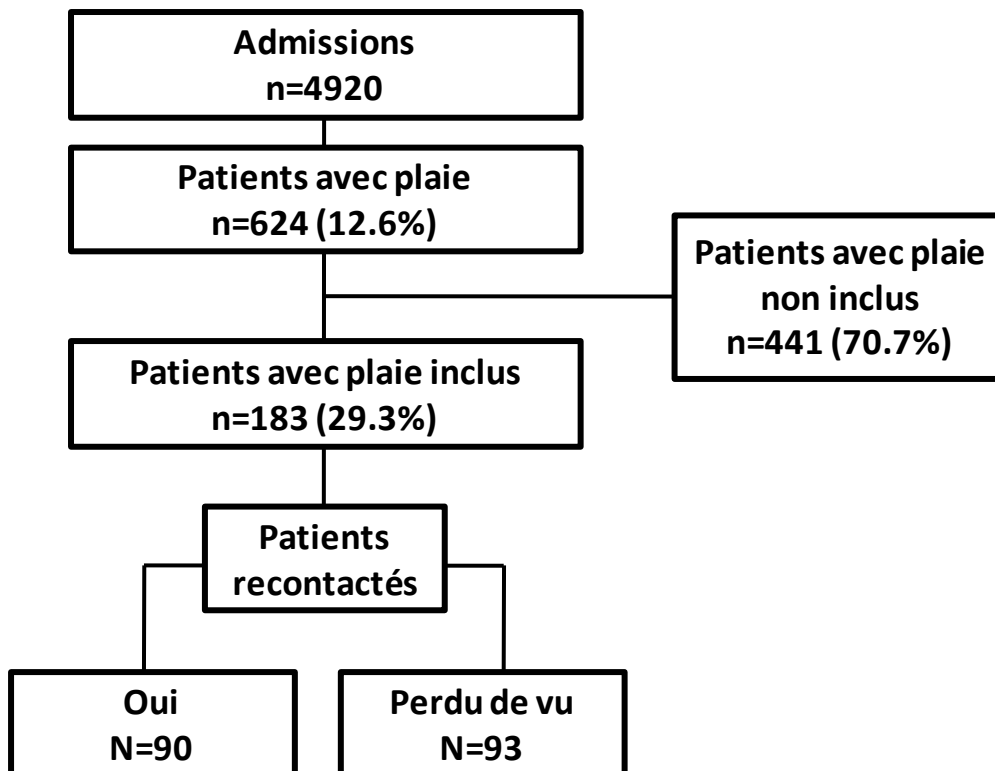 Admissions
n=4920
Patients avec plaie
n=624 (12.6%)
Patients avec plaie
non inclus
n=441 (70.7%)
Patients avec plaie inclus
n=183 (29.3%)
Patients
recontactés
Oui
N=90
Perdu de vu
N=93